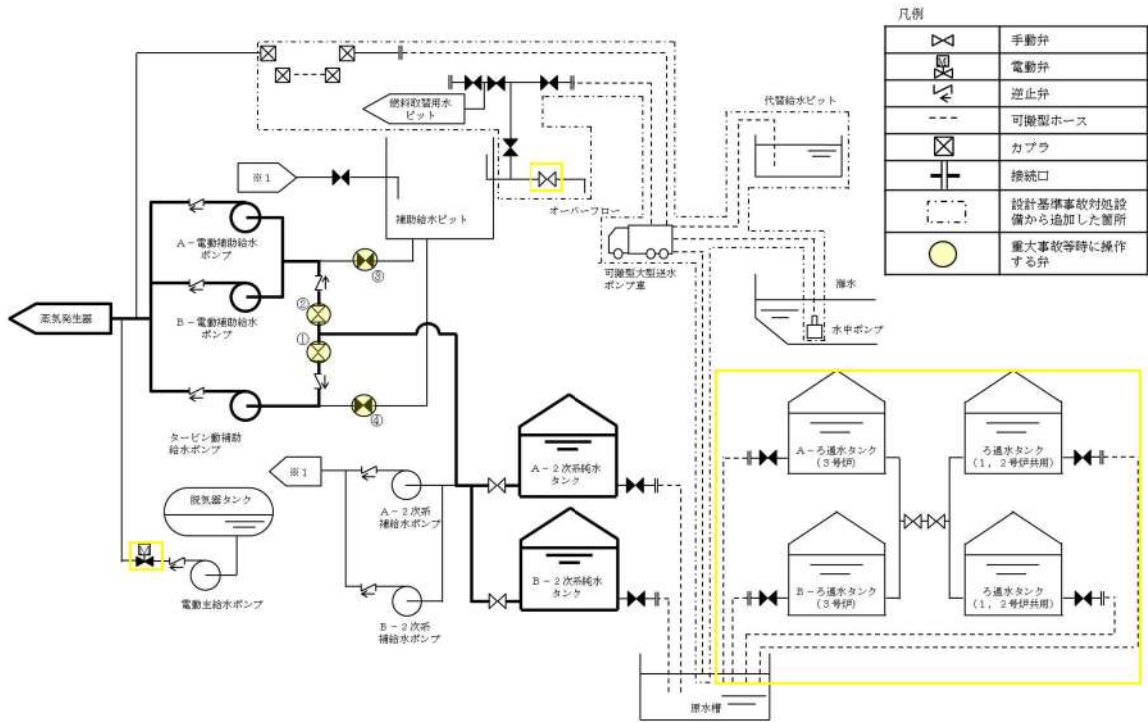 凡例
手動弁
M
電動弁
逆止弁
可搬型ホース
カプラ
接続口
設計基準事故対処設
備から追加した箇所
重大事故等時に操作
する弁
燃料取替用水
ピット
代替給水ピット
※1
補助給水ピット
オーバーフロー
A-電動補助給水
ポンプ
③
可搬型大型送水
ポンプ車
海水
水中ポンプ
②
B-電動補助給水
ポンプ
蒸気発生器
①
④
タービン動補助
給水ポンプ
A-ろ過水タンク
(3号炉)
ろ過水タンク
(1,2号炉共用)
A-2次系純水
タンク
※1
脱気器タンク
A-2次系
補給水ポンプ
M
電動主給水ポンプ
B-2次系純水
タンク
B-ろ過水タンク
(3号炉)
ろ過水タンク
(1,2号炉共用)
B-2次系
補給水ポンプ
原水槽